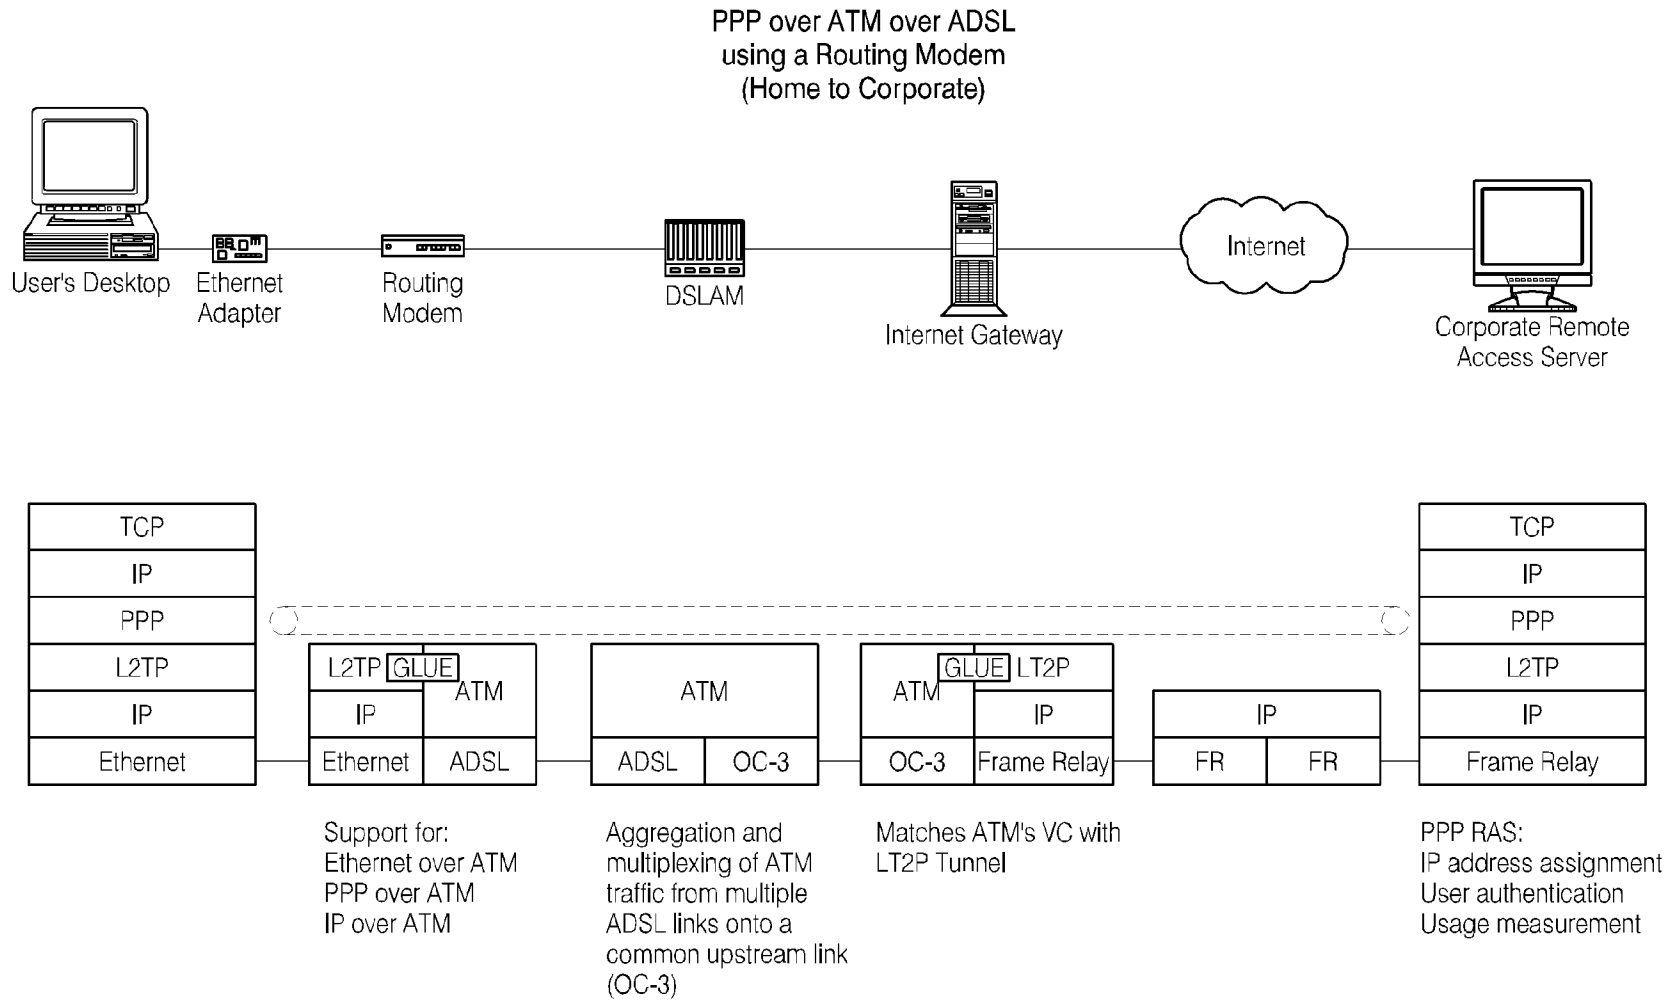 PPP over ATM over ADSL
using a Routing Modem
(Home to Corporate)
User's Desktop
Ethernet
Adapter
Routing
Modem
DSLAM
Internet Gateway
Internet
Corporate Remote
Access Server
TCP
IP
PPP
L2TP
IP
Ethernet
L2TP
GLUE
ATM
IP
Ethernet
ADSL
ATM
ADSL
OC-3
ATM
GLUE
LT2P
IP
OC-3
Frame Relay
IP
FR
FR
TCP
IP
PPP
L2TP
IP
Frame Relay
Support for:
Ethernet over ATM
PPP over ATM
IP over ATM
Aggregation and
multiplexing of ATM
traffic from multiple
ADSL links onto a
common upstream link
(OC-3)
Matches ATM's VC with
LT2P Tunnel
PPP RAS:
IP address assignment
User authentication
Usage measurement